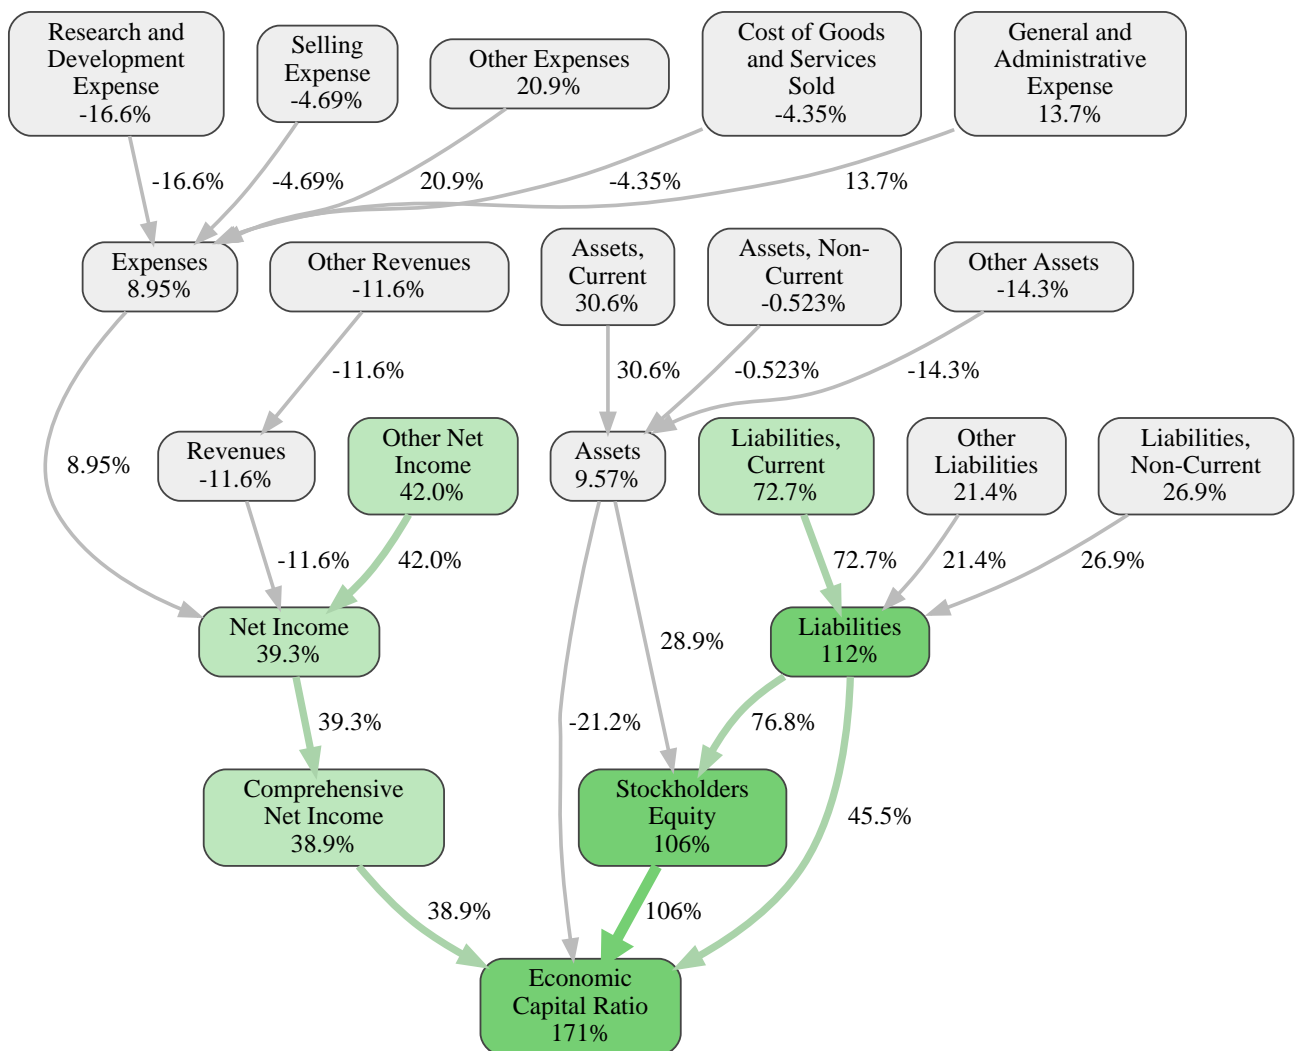 Research and
Development
Expense
-16.6%
Selling
Expense
-4.69%
Other Expenses
20.9%
Cost of Goods
and Services
Sold
-4.35%
General and
Administrative
Expense
13.7%
-16.6%
-4.69%
20.9%
-4.35%
13.7%
Expenses
8.95%
Other Revenues
-11.6%
Assets,
Current
30.6%
Assets, Non-
Current
-0.523%
Other Assets
-14.3%
-11.6%
30.6%
-0.523%
-14.3%
8.95%
Revenues
-11.6%
Other Net
Income
42.0%
Assets
9.57%
Liabilities,
Current
72.7%
Other
Liabilities
21.4%
Liabilities,
Non-Current
26.9%
-11.6%
42.0%
72.7%
21.4%
26.9%
Net Income
39.3%
28.9%
Liabilities
112%
39.3%
-21.2%
76.8%
Comprehensive
Net Income
38.9%
Stockholders
Equity
106%
45.5%
38.9%
106%
Economic
Capital Ratio
171%